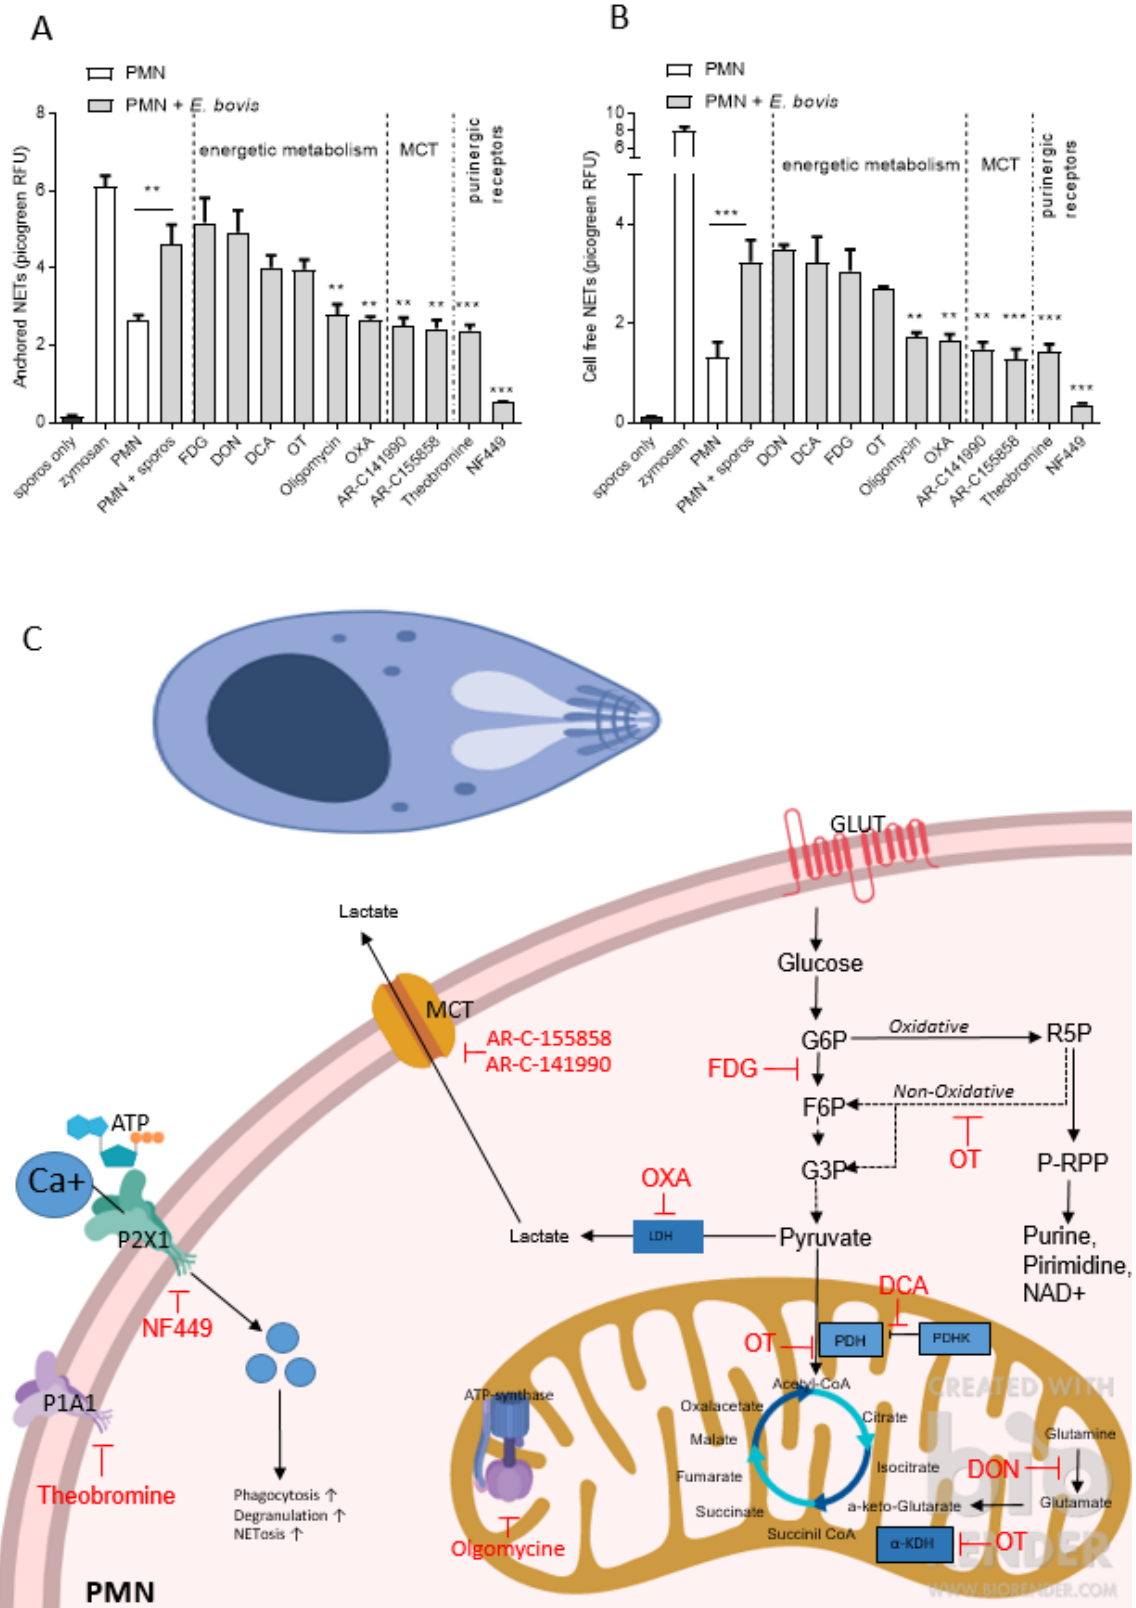 A
PMN
PMN + E. bovis
Anchored NETs (picogreen RFU)
8
6
4
2
0
energetic metabolism
MCT
purinergic
receptors
**
**
**
**
**
***
***
sporos only
zymosan
PMN
PMN + sporos
FDG
DON
DCA
OT
Oligomycin
OXA
AR-C141990
AR-C155858
Theobromine
NF449
B
PMN
PMN + E. bovis
Cell free NETs (picogreen RFU)
10
8
6
4
2
0
energetic metabolism
MCT
purinergic
receptors
***
**
**
**
***
***
***
sporos only
zymosan
PMN
PMN + sporos
DON
DCA
FDG
OT
Oligomycin
OXA
AR-C141990
AR-C155858
Theobromine
NF449
C
GLUT
Lactate
Glucose
MCT
AR-C-155858
AR-C-141990
G6P
Oxidative
R5P
FDG
F6P
Non-Oxidative
ATP
Ca+
G3P
OT
P-RPP
OXA
P2X1
Lactate
LDH
Pyruvate
Purine,
Pirimidine,
NAD+
NF449
DCA
OT
PDH
PDHK
P1A1
ATP-synthase
Acetyl-CoA
CREATED WITH
Oxalacetate
Citrate
Malate
Glutamine
bio
Isocitrate
DON
Fumarate
Theobromine
Phagocytosis ↑
Degranulation ↑
NETosis ↑
a-keto-Glutarate
Glutamate
Succinate
Succinil CoA
Olgomycine
α-KDH
OT
RENDER
WWW.BIORENDER.COM
PMN